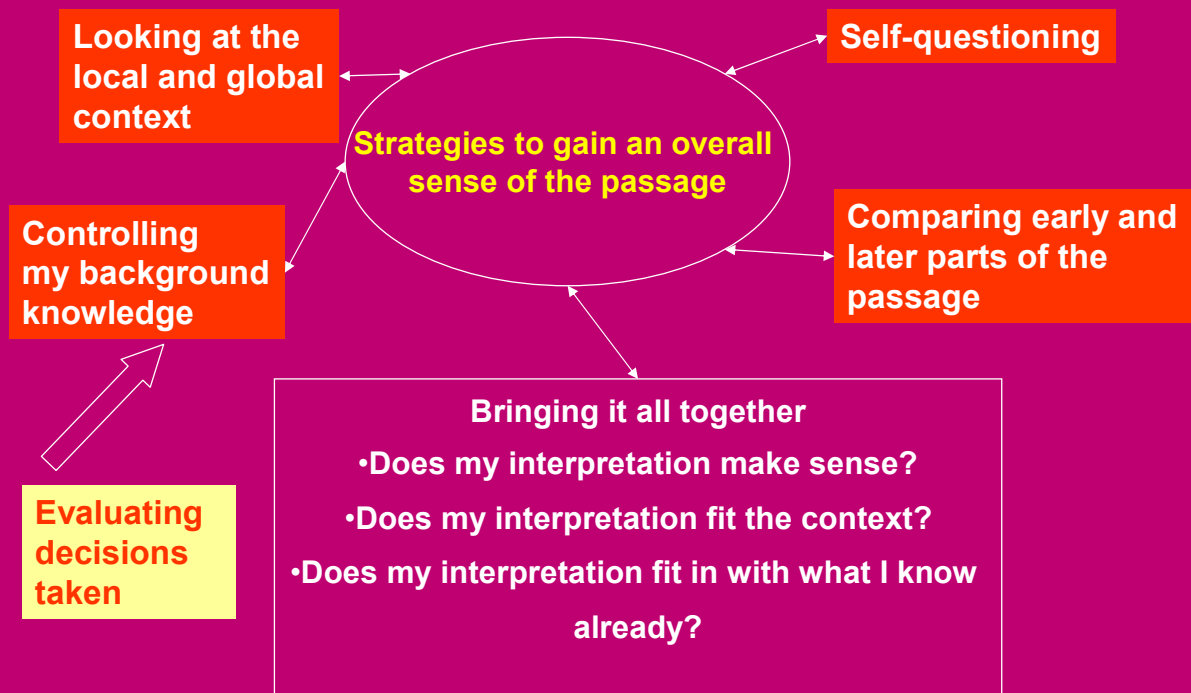 Looking at the
local and global
context
Self-questioning
Strategies to gain an overall
sense of the passage
Controlling
my background
knowledge
Comparing early and
later parts of the
passage
Bringing it all together
•Does my interpretation make sense?
•Does my interpretation fit the context?
•Does my interpretation fit in with what I know
already?
Evaluating
decisions
taken